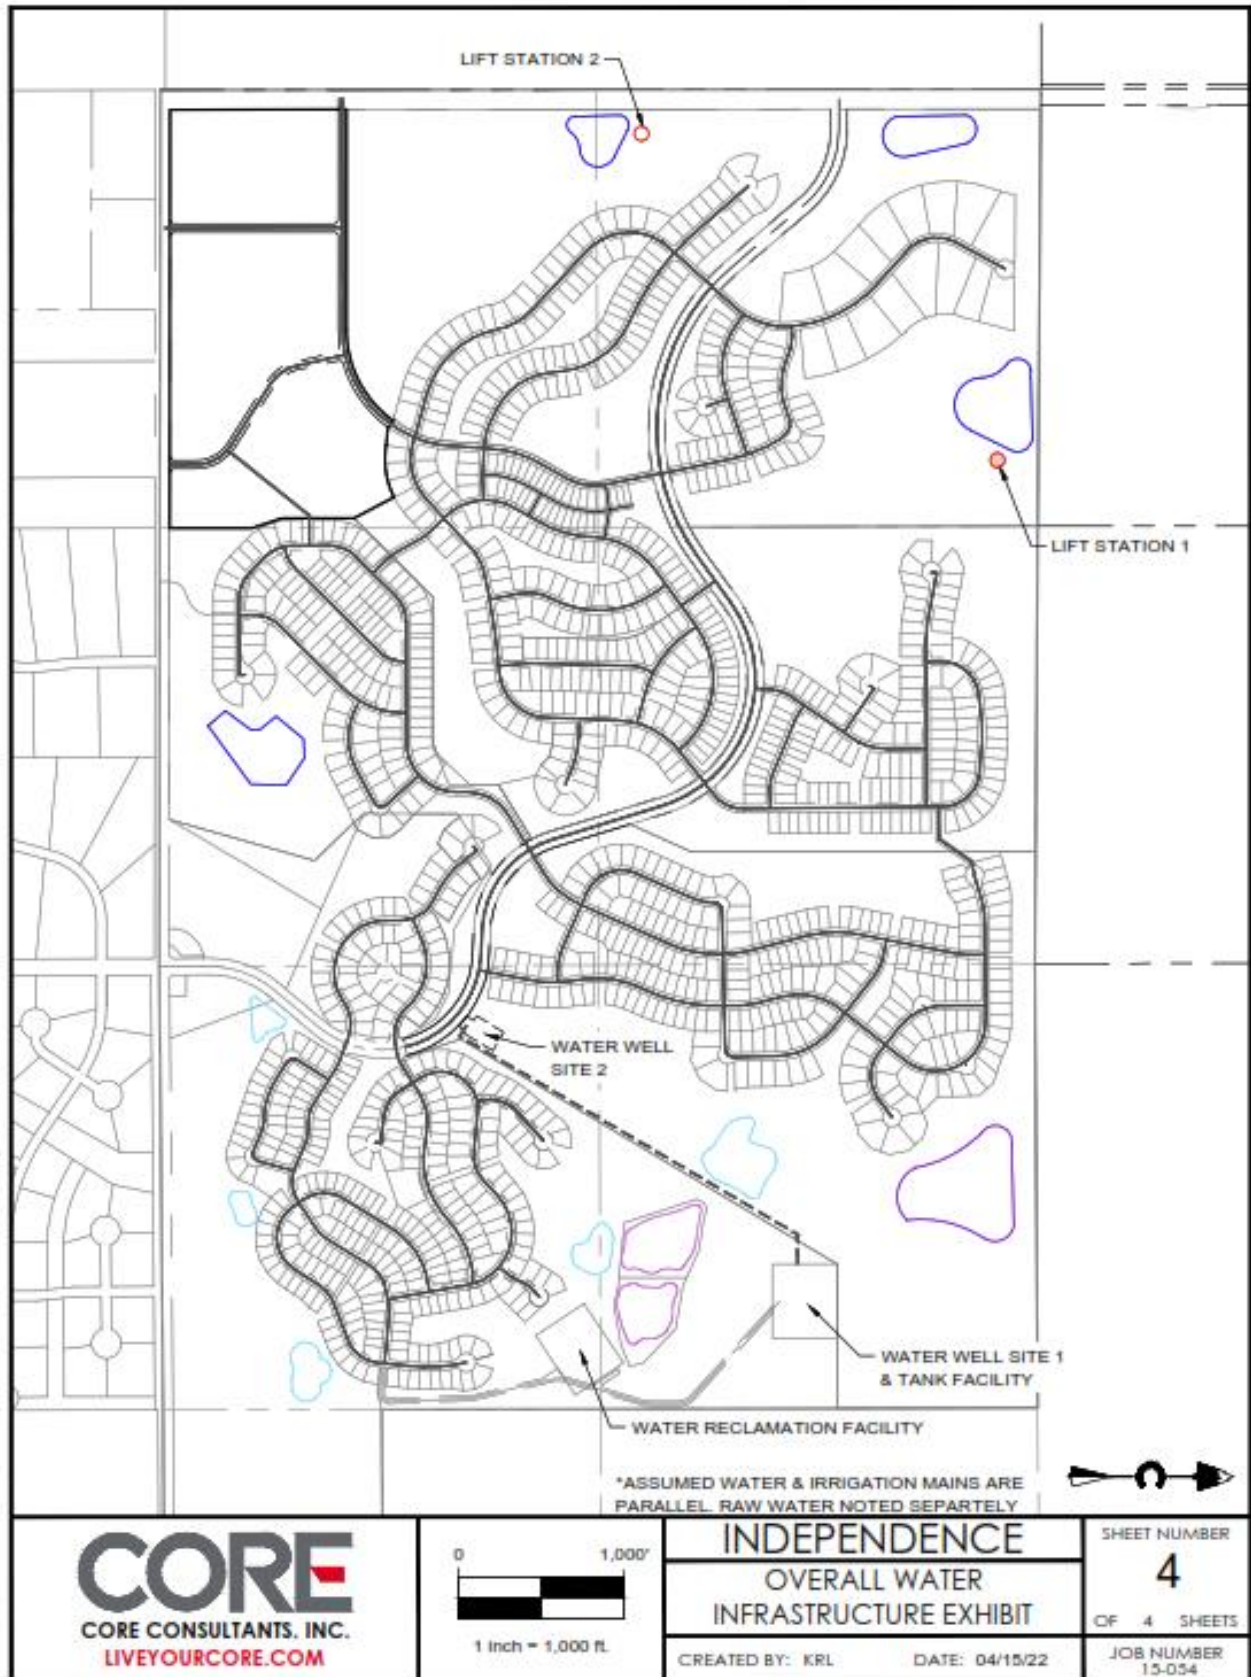 LIFT STATION 2
LIFT STATION 1
WATER WELL
SITE 2
WATER WELL SITE 1
& TANK FACILITY
WATER RECLAMATION FACILITY
*ASSUMED WATER & IRRIGATION MAINS ARE
PARALLEL. RAW WATER NOTED SEPARTELY
CORE
CORE CONSULTANTS. INC.
LIVEYOURCORE.COM
0 1,000'
1 inch = 1,000 ft.
INDEPENDENCE
OVERALL WATER
INFRASTRUCTURE EXHIBIT
CREATED BY: KRL DATE: 04/15/22
SHEET NUMBER
4
OF 4 SHEETS
JOB NUMBER
15-054